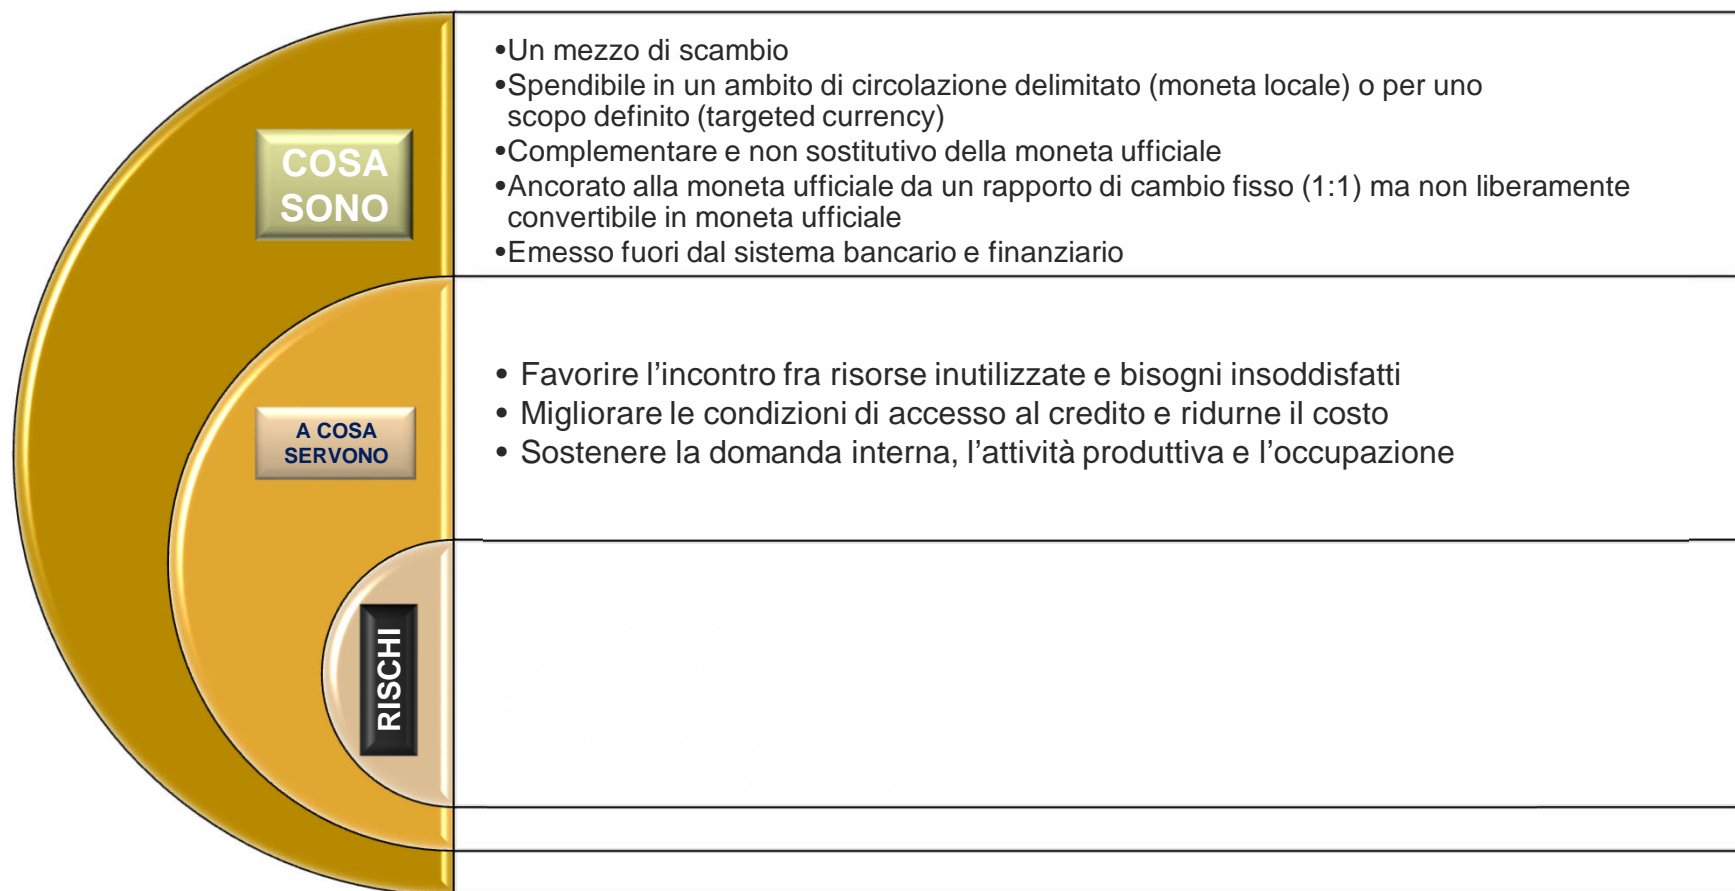 COSA
SONO
•Un mezzo di scambio
•Spendibile in un ambito di circolazione delimitato (moneta locale) o per uno
scopo definito (targeted currency)
•Complementare e non sostitutivo della moneta ufficiale
•Ancorato alla moneta ufficiale da un rapporto di cambio fisso (1:1) ma non liberamente
convertibile in moneta ufficiale
•Emesso fuori dal sistema bancario e finanziario
A COSA
SERVONO
• Favorire l’incontro fra risorse inutilizzate e bisogni insoddisfatti
• Migliorare le condizioni di accesso al credito e ridurne il costo
• Sostenere la domanda interna, l’attività produttiva e l’occupazione
RISCHI